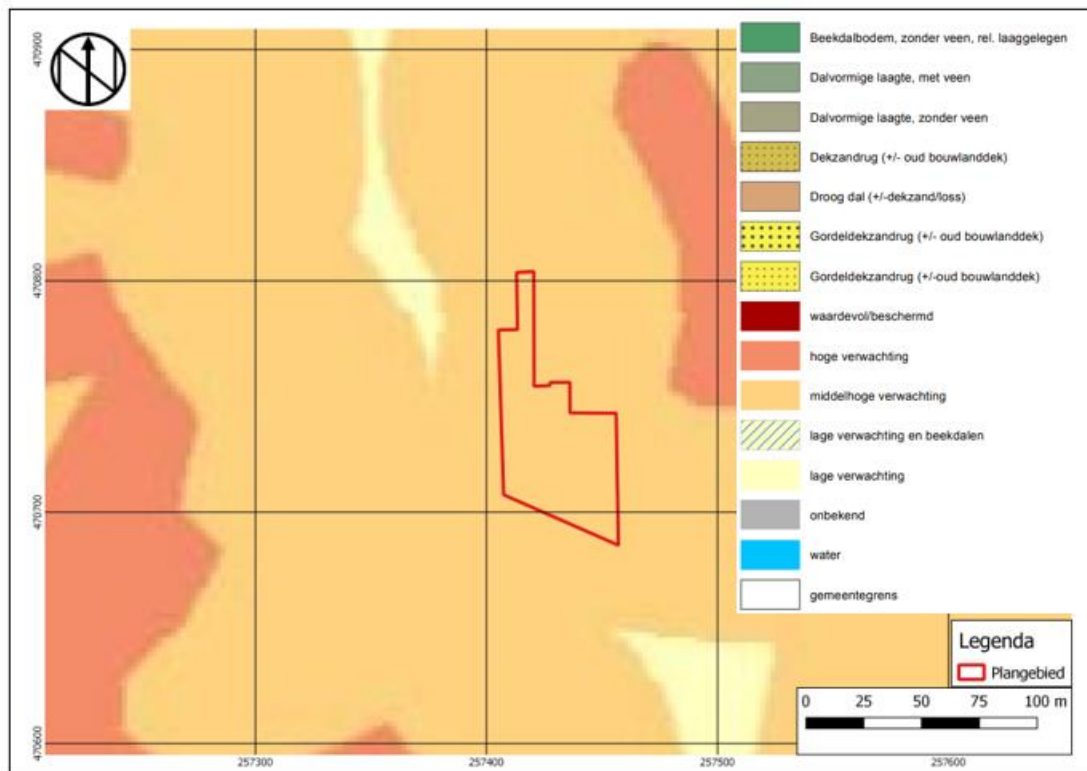 Beekdalbodem, zonder veen, rel. laaggelegen
Dalvormige laagte, met veen
Dalvormige laagte, zonder veen
Dekzandrug (+/- oud bouwlanddek)
Droog dal (+/-dekzand/loss)
Gordeldekzandrug (+/- oud bouwlanddek)
Gordeldekzandrug (+/-oud bouwlanddek)
waardevol/beschermd
hoge verwachting
middelhoge verwachting
lage verwachting en beekdalen
lage verwachting
onbekend
water
gemeentegrens
Legenda
Plangebied
0 25 50 75 100 m
470900
470800
470700
470600
257300 257400 257500 257600